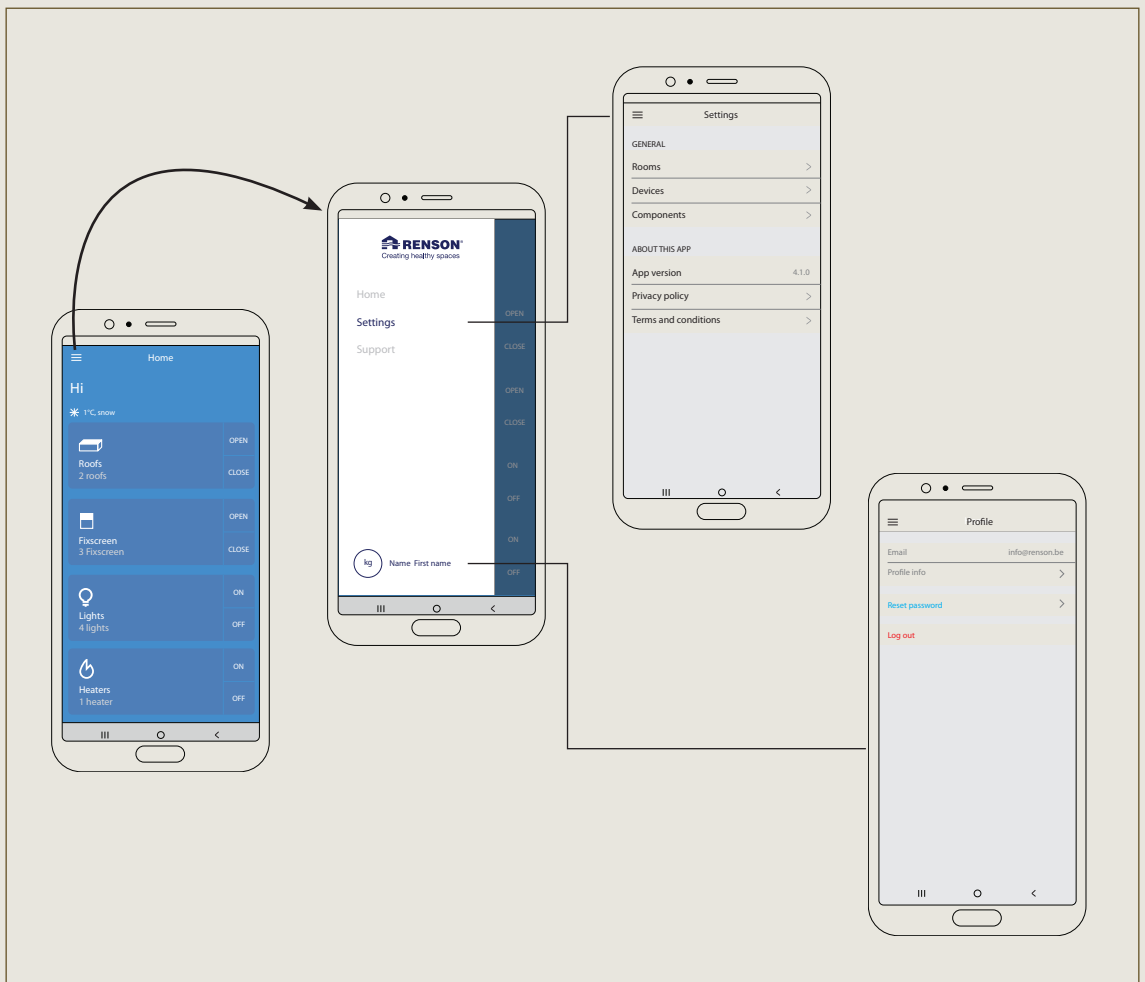 Home
Hi
1°C, snow
Roofs
2 roofs
OPEN
CLOSE
Fixscreen
3 Fixscreen
OPEN
CLOSE
Lights
4 lights
ON
OFF
Heaters
1 heater
ON
OFF
RENSON®
Creating healthy spaces
Home
Settings
Support
kg Name First name
OPEN
CLOSE
OPEN
CLOSE
ON
OFF
ON
OFF
Settings
GENERAL
Rooms
Devices
Components
ABOUT THIS APP
App version 4.1.0
Privacy policy
Terms and conditions
Profile
Email info@renson.be
Profile info
Reset password
Log out